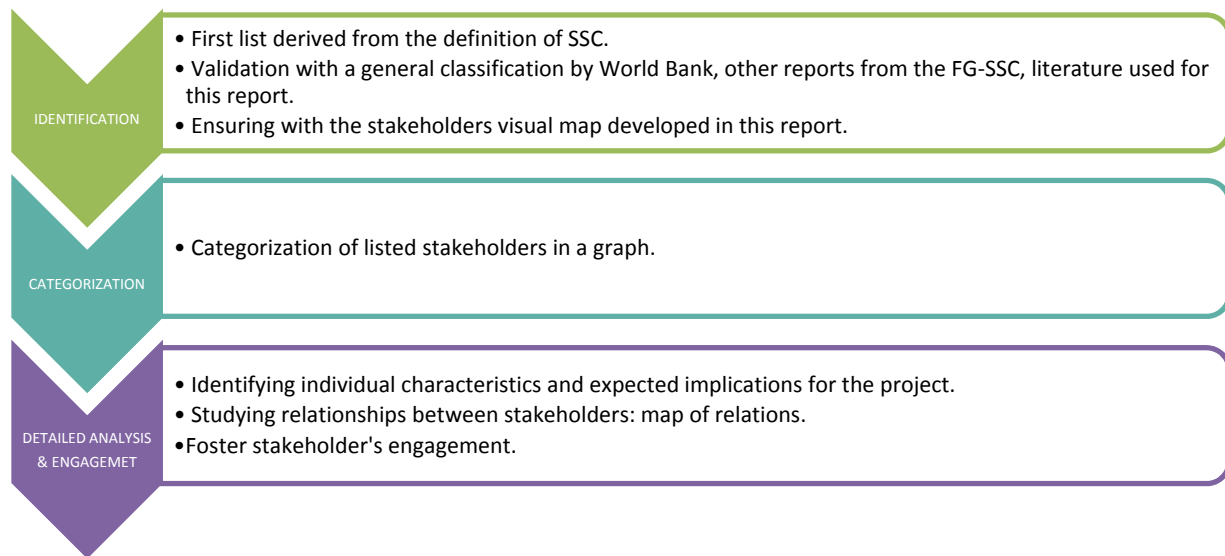 IDENTIFICATION
• First list derived from the definition of SSC.
• Validation with a general classification by World Bank, other reports from the FG-SSC, literature used for
this report.
• Ensuring with the stakeholders visual map developed in this report.
CATEGORIZATION
• Categorization of listed stakeholders in a graph.
DETAILED ANALYSIS
& ENGAGEMET
• Identifying individual characteristics and expected implications for the project.
• Studying relationships between stakeholders: map of relations.
•Foster stakeholder's engagement.